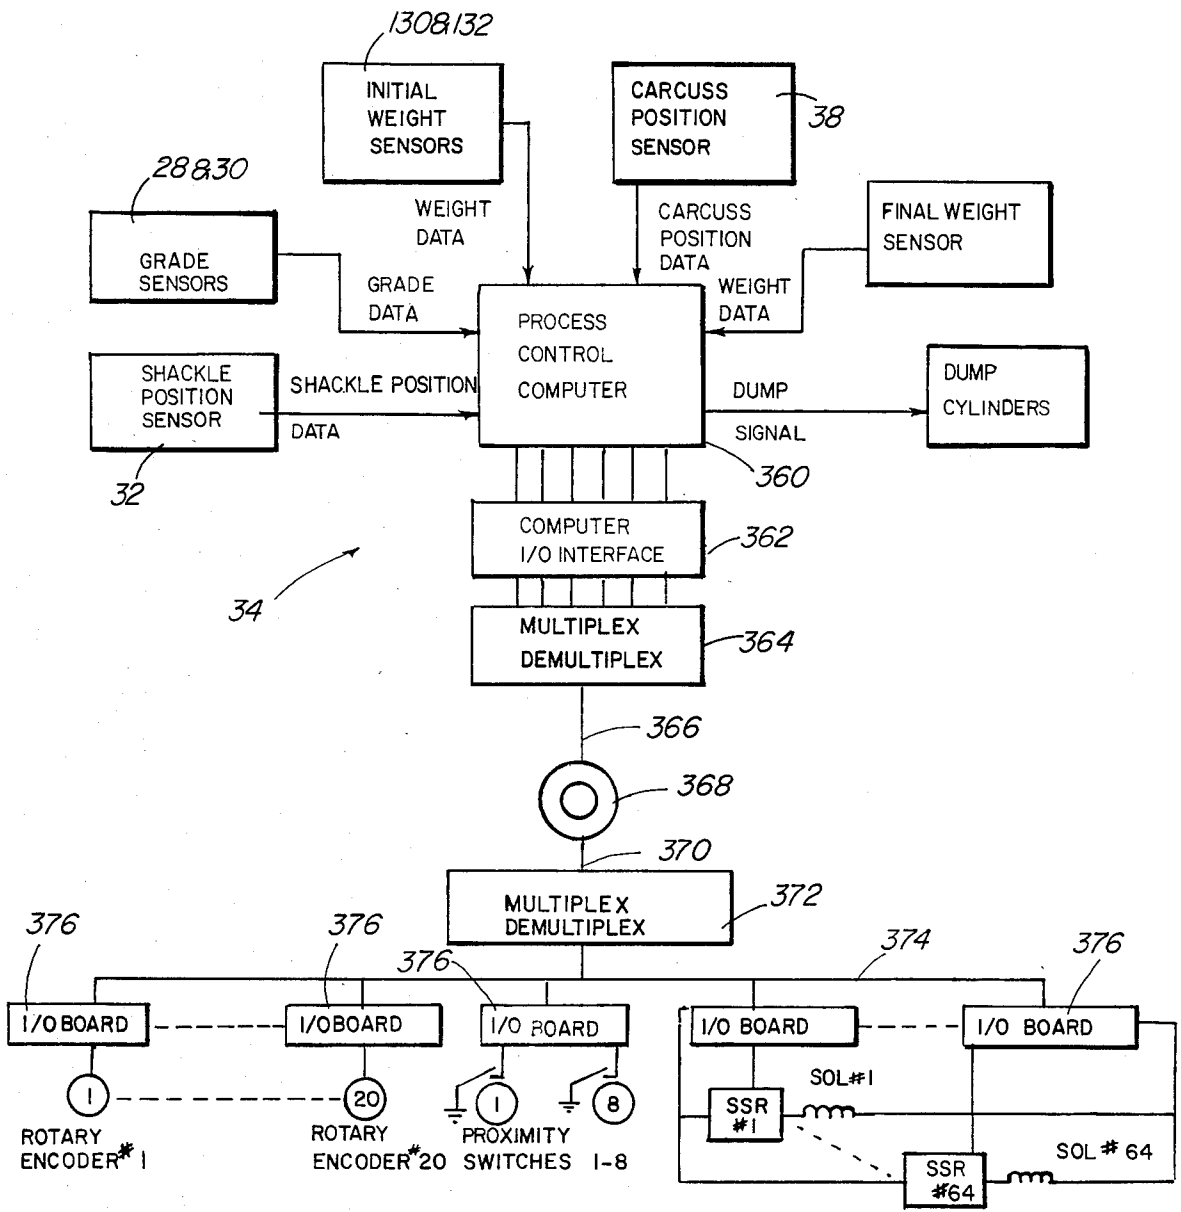 130&132
INITIAL
WEIGHT
SENSORS
CARCUSS
POSITION
SENSOR
38
28&30
GRADE
SENSORS
WEIGHT
DATA
CARCUSS
POSITION
DATA
FINAL WEIGHT
SENSOR
GRADE
DATA
WEIGHT
DATA
PROCESS
CONTROL
COMPUTER
SHACKLE
POSITION
SENSOR
SHACKLE POSITION
DATA
32
DUMP
SIGNAL
DUMP
CYLINDERS
360
COMPUTER
I/O INTERFACE
362
34
MULTIPLEX
DEMULTIPLEX
364
366
368
370
MULTIPLEX
DEMULTIPLEX
372
376
376
376
374
376
I/O BOARD
I/O BOARD
I/O BOARD
I/O BOARD
I/O BOARD
1
20
1
8
SOL#1
SSR
#1
ROTARY
ENCODER#1
ROTARY
ENCODER#20
PROXIMITY
SWITCHES 1-8
SOL # 64
SSR
#64